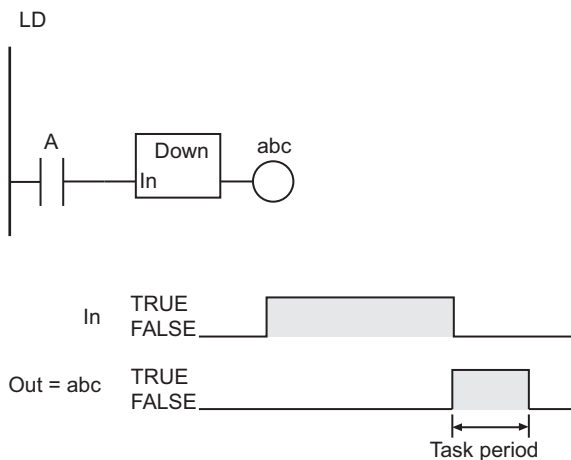 LD
A
Down
abc
In
In
TRUE
FALSE
Out = abc
TRUE
FALSE
Task period